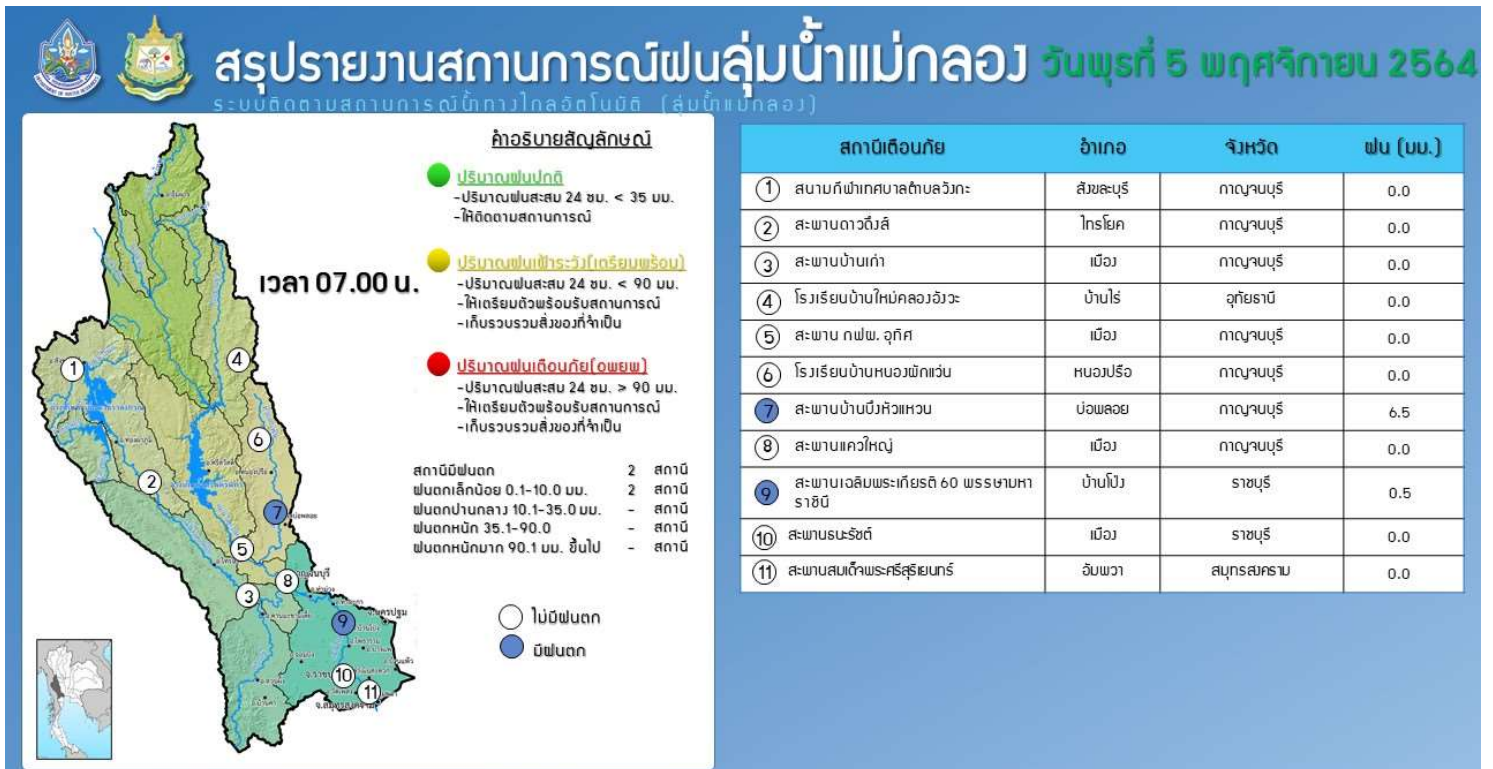 สรุปรายงานสถานการณ์ฝนลุ่มน้ำแม่กลอง วันพุธที่ 5 พฤศจิกายน 2564
ระบบติดตามสถานการณ์น้ำทางไกลอัตโนมัติ (ลุ่มน้ำแม่กลอง)
คำอธิบายสัญลักษณ์
ปริมาณฝนปกติ
-ปริมาณฝนสะสม 24 ชม. < 35 มม.
-ให้ติดตามสถานการณ์
เวลา 07.00 น.
ปริมาณฝนเฝ้าระวัง(เตรียมพร้อม)
-ปริมาณฝนสะสม 24 ชม. < 90 มม.
-ให้เตรียมตัวพร้อมรับสถานการณ์
-เก็บรวบรวมสิ่งของที่จำเป็น
ปริมาณฝนเตือนภัย(อพยพ)
-ปริมาณฝนสะสม 24 ชม. > 90 มม.
-ให้เตรียมตัวพร้อมรับสถานการณ์
-เก็บรวบรวมสิ่งของที่จำเป็น
สถานีมีฝนตก 2 สถานี
ฝนตกเล็กน้อย 0.1-10.0 มม. 2 สถานี
ฝนตกปานกลาง 10.1-35.0 มม. - สถานี
ฝนตกหนัก 35.1-90.0 - สถานี
ฝนตกหนักมาก 90.1 มม. ขึ้นไป - สถานี
ไม่มีฝนตก
มีฝนตก
1
4
6
2
7
5
8
3
9
10
11
สถานีเตือนภัย อำเภอ จังหวัด ฝน (มม.)
1 สนามกีฬาเทศบาลตำบลวังกะ สังขละบุรี กาญจนบุรี 0.0
2 สะพานดาวดึงส์ ไทรโยค กาญจนบุรี 0.0
3 สะพานบ้านเก่า เมือง กาญจนบุรี 0.0
4 โรงเรียนบ้านใหม่คลองอังวะ บ้านไร่ อุทัยธานี 0.0
5 สะพาน กฟผ. อุทิศ เมือง กาญจนบุรี 0.0
6 โรงเรียนบ้านหนองผักแว่น หนองปรือ กาญจนบุรี 0.0
7 สะพานบ้านบึงหัวแหวน บ่อพลอย กาญจนบุรี 6.5
8 สะพานแควใหญ่ เมือง กาญจนบุรี 0.0
9 สะพานเฉลิมพระเกียรติ 60 พรรษามหา บ้านโป่ง ราชบุรี 0.5
ราชินี
10 สะพานธนะรัชต์ เมือง ราชบุรี 0.0
11 สะพานสมเด็จพระศรีสุริเยนทร์ อัมพวา สมุทรสงคราม 0.0